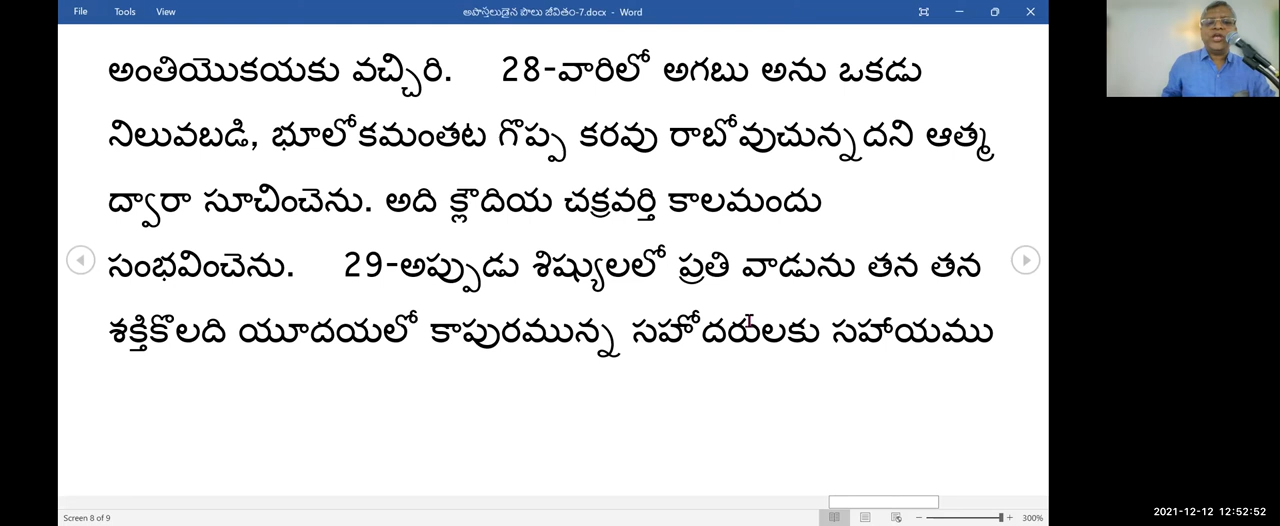 File Tools View అపొస్తలుడైన పౌలు జీవితం-7.docx - Word
అంతియొకయకు వచ్చిరి. 28-వారిలో అగబు అను ఒకడు
నిలువబడి, భూలోకమంతట గొప్ప కరవు రాబోవుచున్నదని ఆత్మ
ద్వారా సూచించెను. అది క్లౌదియ చక్రవర్తి కాలమందు
సంభవించెను. 29-అప్పుడు శిష్యులలో ప్రతి వాడును తన తన
శక్తికొలది యూదయలో కాపురమున్న సహోదరులకు సహాయము
2021-12-12 12:52:52
Screen 8 of 9 300%